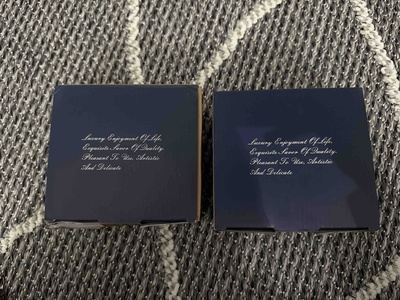 Luxury Enjoyment Of Life,
Exquisite Savor Of Quality.
Pleasant To Use, Artistic
And Delicate
Luxury Enjoyment Of Life,
Exquisite Savor Of Quality.
Pleasant To Use, Artistic
And Delicate